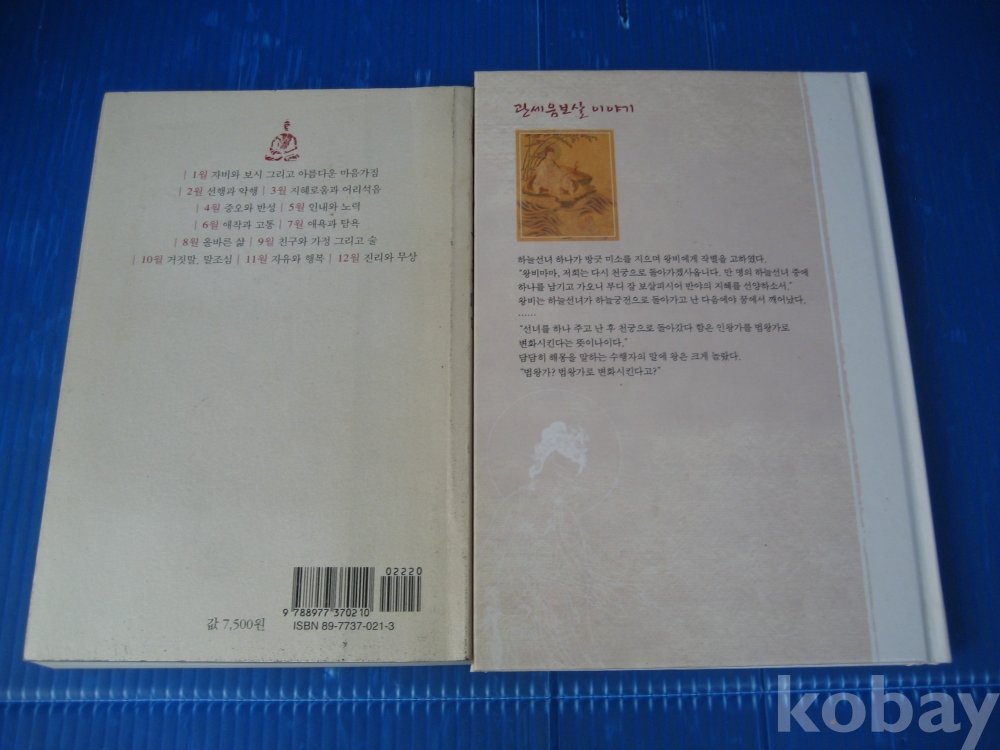 | 1월 자비와 보시 그리고 아름다운 마음가짐
| 2월 선행과 악행 | 3월 지혜로움과 어리석음
| 4월 증오와 반성 | 5월 인내와 노력
| 6월 애착과 고통 | 7월 애욕과 탐욕
| 8월 올바른 삶 | 9월 친구와 가정 그리고 술
| 10월 거짓말, 말조심 | 11월 자유와 행복 | 12월 진리와 무상
02220
9 788977 370210
값 7,500원
ISBN 89-7737-021-3
관세음보살 이야기
하늘선녀 하나가 방긋 미소를 지으며 왕비에게 작별을 고하였다.
"왕비마마, 저희는 다시 천궁으로 돌아가겠사옵니다. 만 명의 하늘선녀 중에
하나를 남기고 가오니 부디 잘 보살피시어 반야의 지혜를 선양하소서."
왕비는 하늘선녀가 하늘궁전으로 돌아가고 난 다음에야 꿈에서 깨어났다.
......
"선녀를 하나 주고 난 후 천궁으로 돌아갔다 함은 인왕가를 법왕가로
변화시킨다는 뜻이나이다."
담담히 해몽을 말하는 수행자의 말에 왕은 크게 놀랐다.
"법왕가? 법왕가로 변화시킨다고?"
kobay